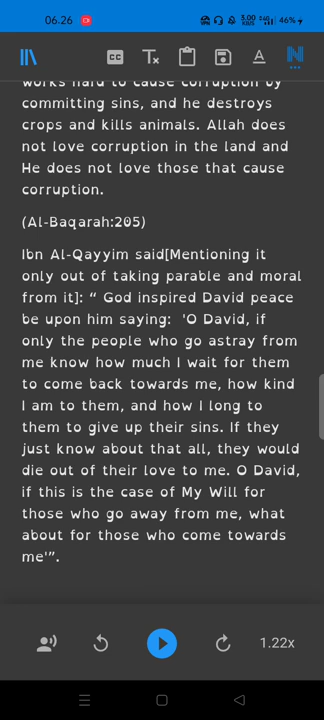 06.26
3.00 KB/S
46%
CC
works hard to cause corruption by
committing sins, and he destroys
crops and kills animals. Allah does
not love corruption in the land and
He does not love those that cause
corruption.
(Al-Baqarah:205)
Ibn Al-Qayyim said[Mentioning it
only out of taking parable and moral
from it]: “ God inspired David peace
be upon him saying:  'O David, if
only the people who go astray from
me know how much I wait for them
to come back towards me, how kind
I am to them, and how I long to
them to give up their sins. If they
just know about that all, they would
die out of their love to me. O David,
if this is the case of My Will for
those who go away from me, what
about for those who come towards
me'”.
1.22x